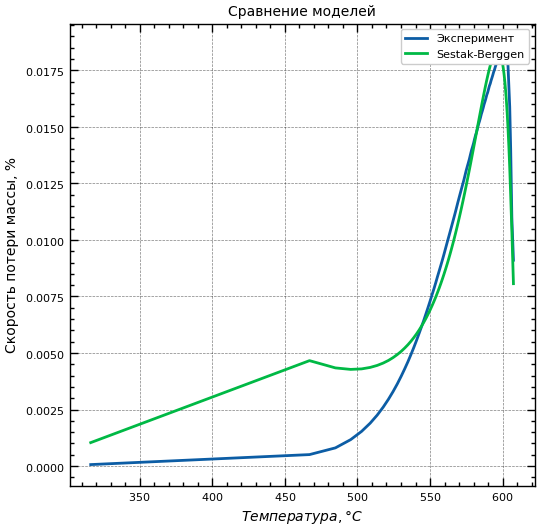 Сравнение моделей
Эксперимент
Sestak-Berggen
Скорость потери массы, %
0.0175
0.0150
0.0125
0.0100
0.0075
0.0050
0.0025
0.0000
350 400 450 500 550 600
Температура, °C